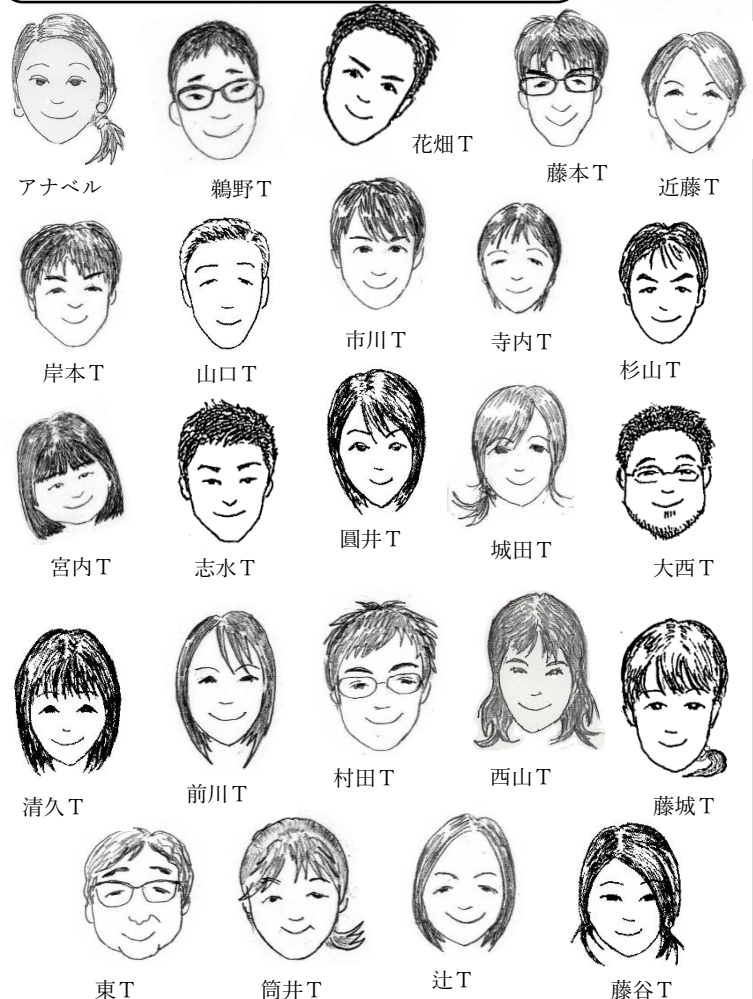 アナベル
鵜野T
花畑T
藤本T
近藤T
岸本T
山口T
市川T
寺内T
杉山T
宮内T
志水T
圓井T
城田T
大西T
清久T
前川T
村田T
西山T
藤城T
東T
筒井T
辻T
藤谷T